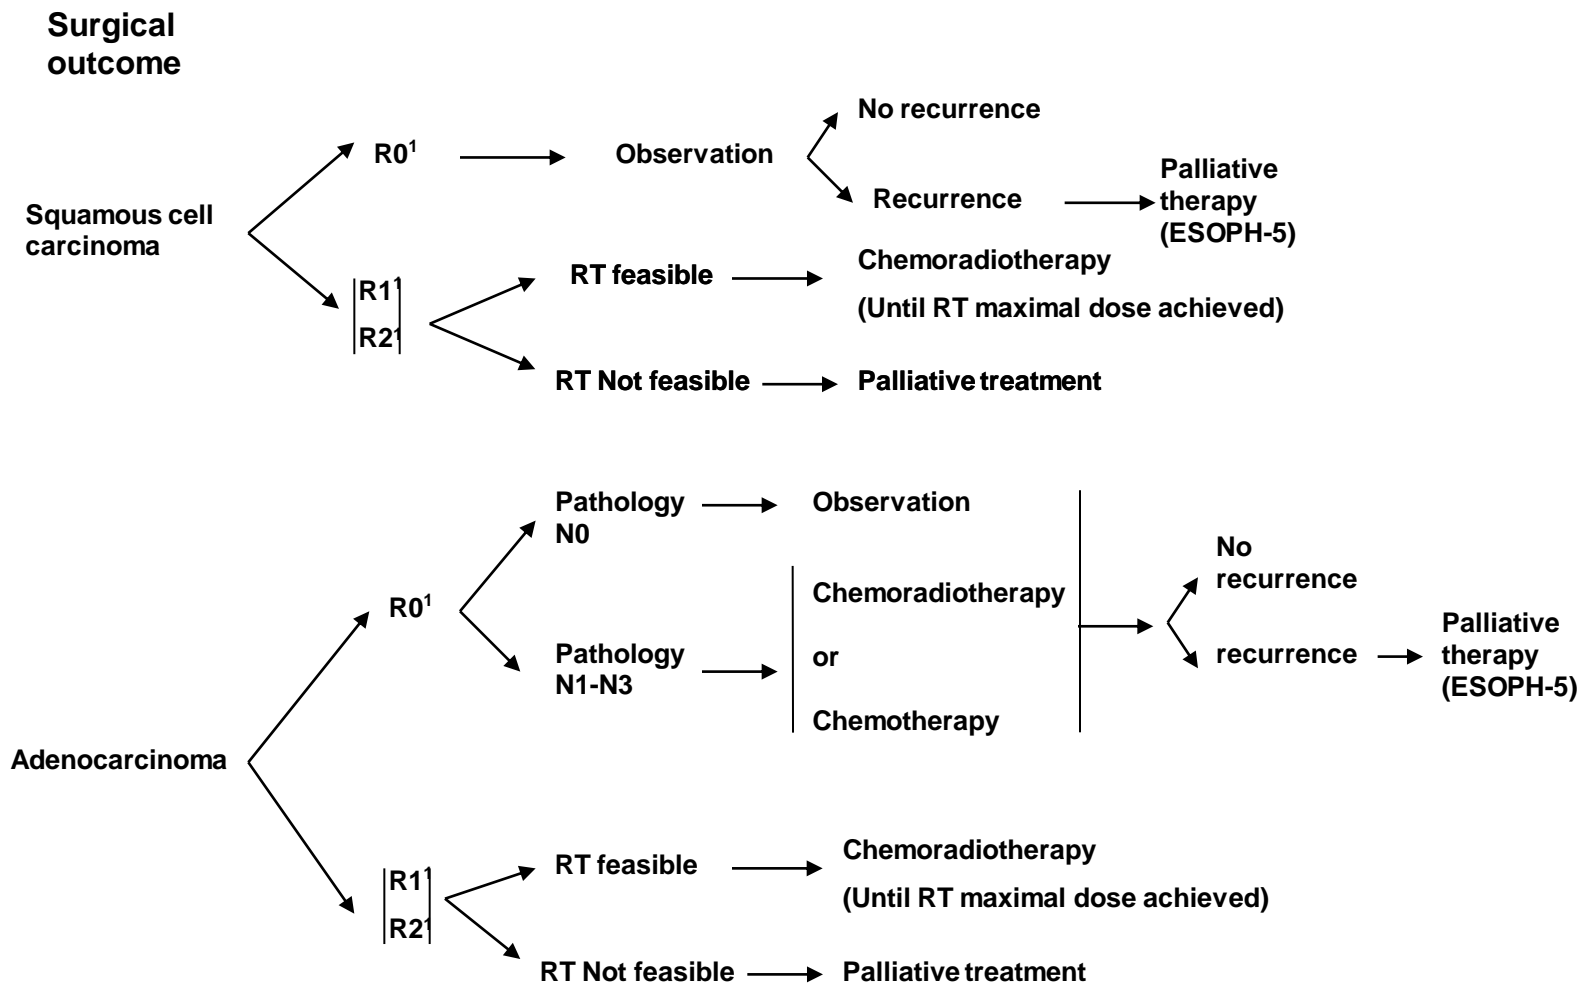 Surgical
outcome
No recurrence
R0¹
Observation
Palliative
therapy
(ESOPH-5)
Recurrence
Squamous cell
carcinoma
Chemoradiotherapy
RT feasible
R1¹
(Until RT maximal dose achieved)
R2¹
RT Not feasible
Palliative treatment
Pathology
N0
Observation
No
recurrence
Chemoradiotherapy
R0¹
Palliative
therapy
(ESOPH-5)
Pathology
N1-N3
or
recurrence
Chemotherapy
Adenocarcinoma
Chemoradiotherapy
RT feasible
R1¹
(Until RT maximal dose achieved)
R2¹
RT Not feasible
Palliative treatment